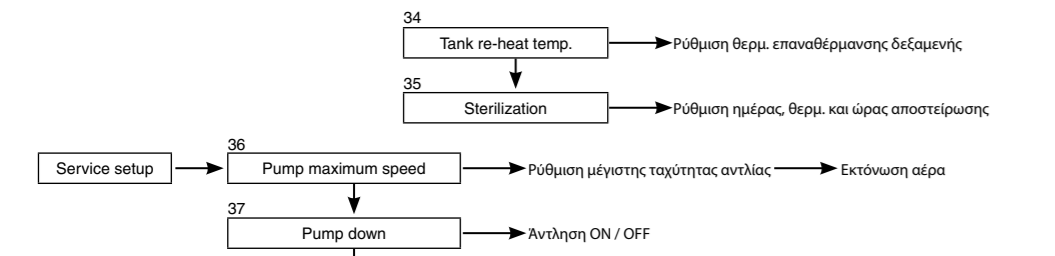 34
Tank re-heat temp. Ρύθμιση θερμ. επαναθέρμανσης δεξαμενής
35
Sterilization Ρύθμιση ημέρας, θερμ. και ώρας αποστείρωσης
36
Service setup Pump maximum speed Ρύθμιση μέγιστης ταχύτητας αντλίας Εκτόνωση αέρα
37
Pump down Άντληση ON / OFF